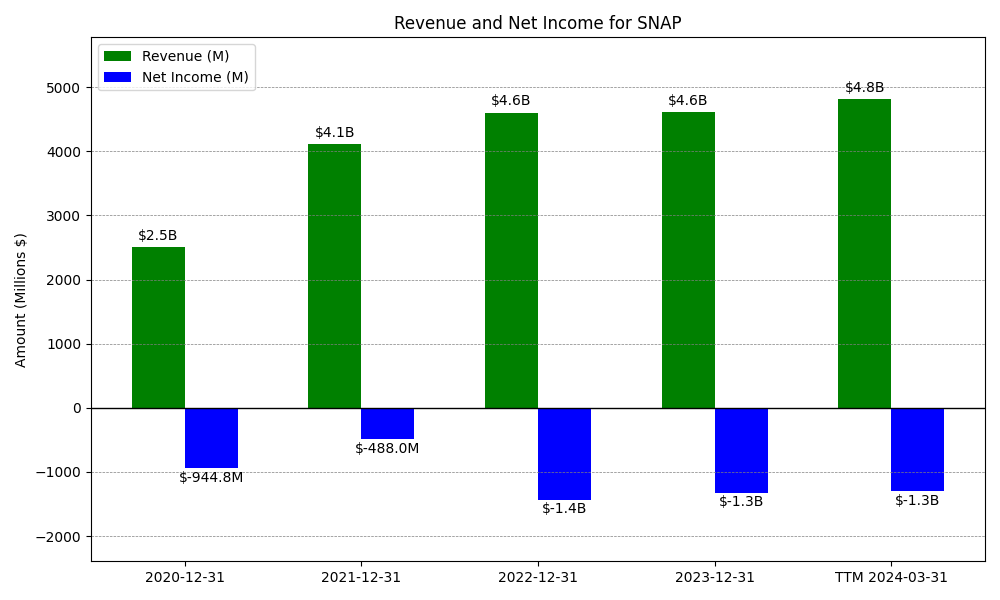 Revenue and Net Income for SNAP
Revenue (M)
Net Income (M)
Amount (Millions $)
5000
4000
3000
2000
1000
0
−1000
−2000
$2.5B
$4.1B
$4.6B
$4.6B
$4.8B
$-944.8M
$-488.0M
$-1.4B
$-1.3B
$-1.3B
2020-12-31
2021-12-31
2022-12-31
2023-12-31
TTM 2024-03-31